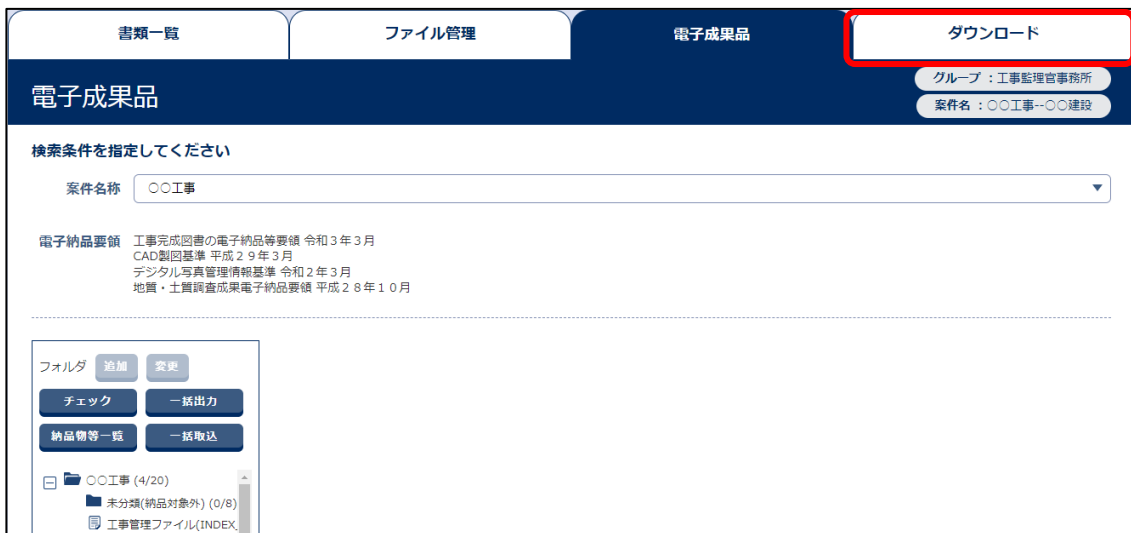 書類一覧 ファイル管理 電子成果品 ダウンロード
電子成果品
グループ ：工事監理官事務所
案件名 ：○○工事--○○建設
検索条件を指定してください
案件名称 ○○工事
電子納品要領 工事完成図書の電子納品等要領 令和３年３月
CAD製図基準 平成２９年３月
デジタル写真管理情報基準 令和２年３月
地質・土質調査成果電子納品要領 平成２８年１０月
フォルダ 追加 変更
チェック 一括出力
納品物等一覧 一括取込
○○工事 (4/20)
未分類(納品対象外) (0/8)
工事管理ファイル(INDEX_